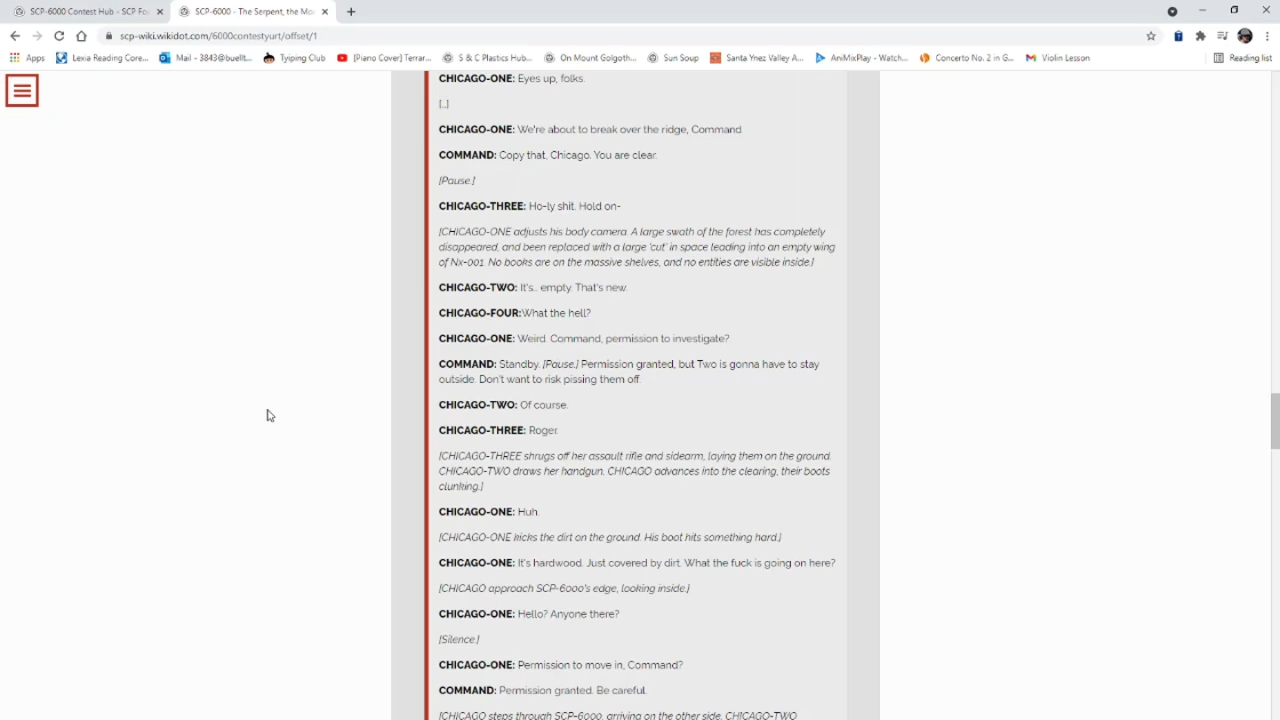 SCP-6000 Contest Hub - SCP Fo
SCP-6000 - The Serpent, the Mo
scp-wiki.wikidot.com/6000contestyurt/offset/1
Apps Lexia Reading Core... Mail - 3843@buellt... Typing Club [Piano Cover] Terrar... S & C Plastics Hub... On Mount Golgoth... Sun Soup Santa Ynez Valley A... AniMixPlay - Watch... Concerto No. 2 in G... Violin Lesson Reading list
CHICAGO-ONE: Eyes up, folks.
[...]
CHICAGO-ONE: We're about to break over the ridge, Command.
COMMAND: Copy that, Chicago. You are clear.
[Pause.]
CHICAGO-THREE: Ho-ly shit. Hold on-
[CHICAGO-ONE adjusts his body camera. A large swath of the forest has completely
disappeared, and been replaced with a large 'cut' in space leading into an empty wing
of Nx-001. No books are on the massive shelves, and no entities are visible inside.]
CHICAGO-TWO: It's... empty. That's new.
CHICAGO-FOUR:What the hell?
CHICAGO-ONE: Weird. Command, permission to investigate?
COMMAND: Standby. [Pause.] Permission granted, but Two is gonna have to stay
outside. Don't want to risk pissing them off.
CHICAGO-TWO: Of course.
CHICAGO-THREE: Roger.
[CHICAGO-THREE shrugs off her assault rifle and sidearm, laying them on the ground.
CHICAGO-TWO draws her handgun. CHICAGO advances into the clearing, their boots
clunking.]
CHICAGO-ONE: Huh.
[CHICAGO-ONE kicks the dirt on the ground. His boot hits something hard.]
CHICAGO-ONE: It's hardwood. Just covered by dirt. What the fuck is going on here?
[CHICAGO approach SCP-6000's edge, looking inside.]
CHICAGO-ONE: Hello? Anyone there?
[Silence.]
CHICAGO-ONE: Permission to move in, Command?
COMMAND: Permission granted. Be careful.
[CHICAGO steps through SCP-6000, arriving on the other side. CHICAGO-TWO